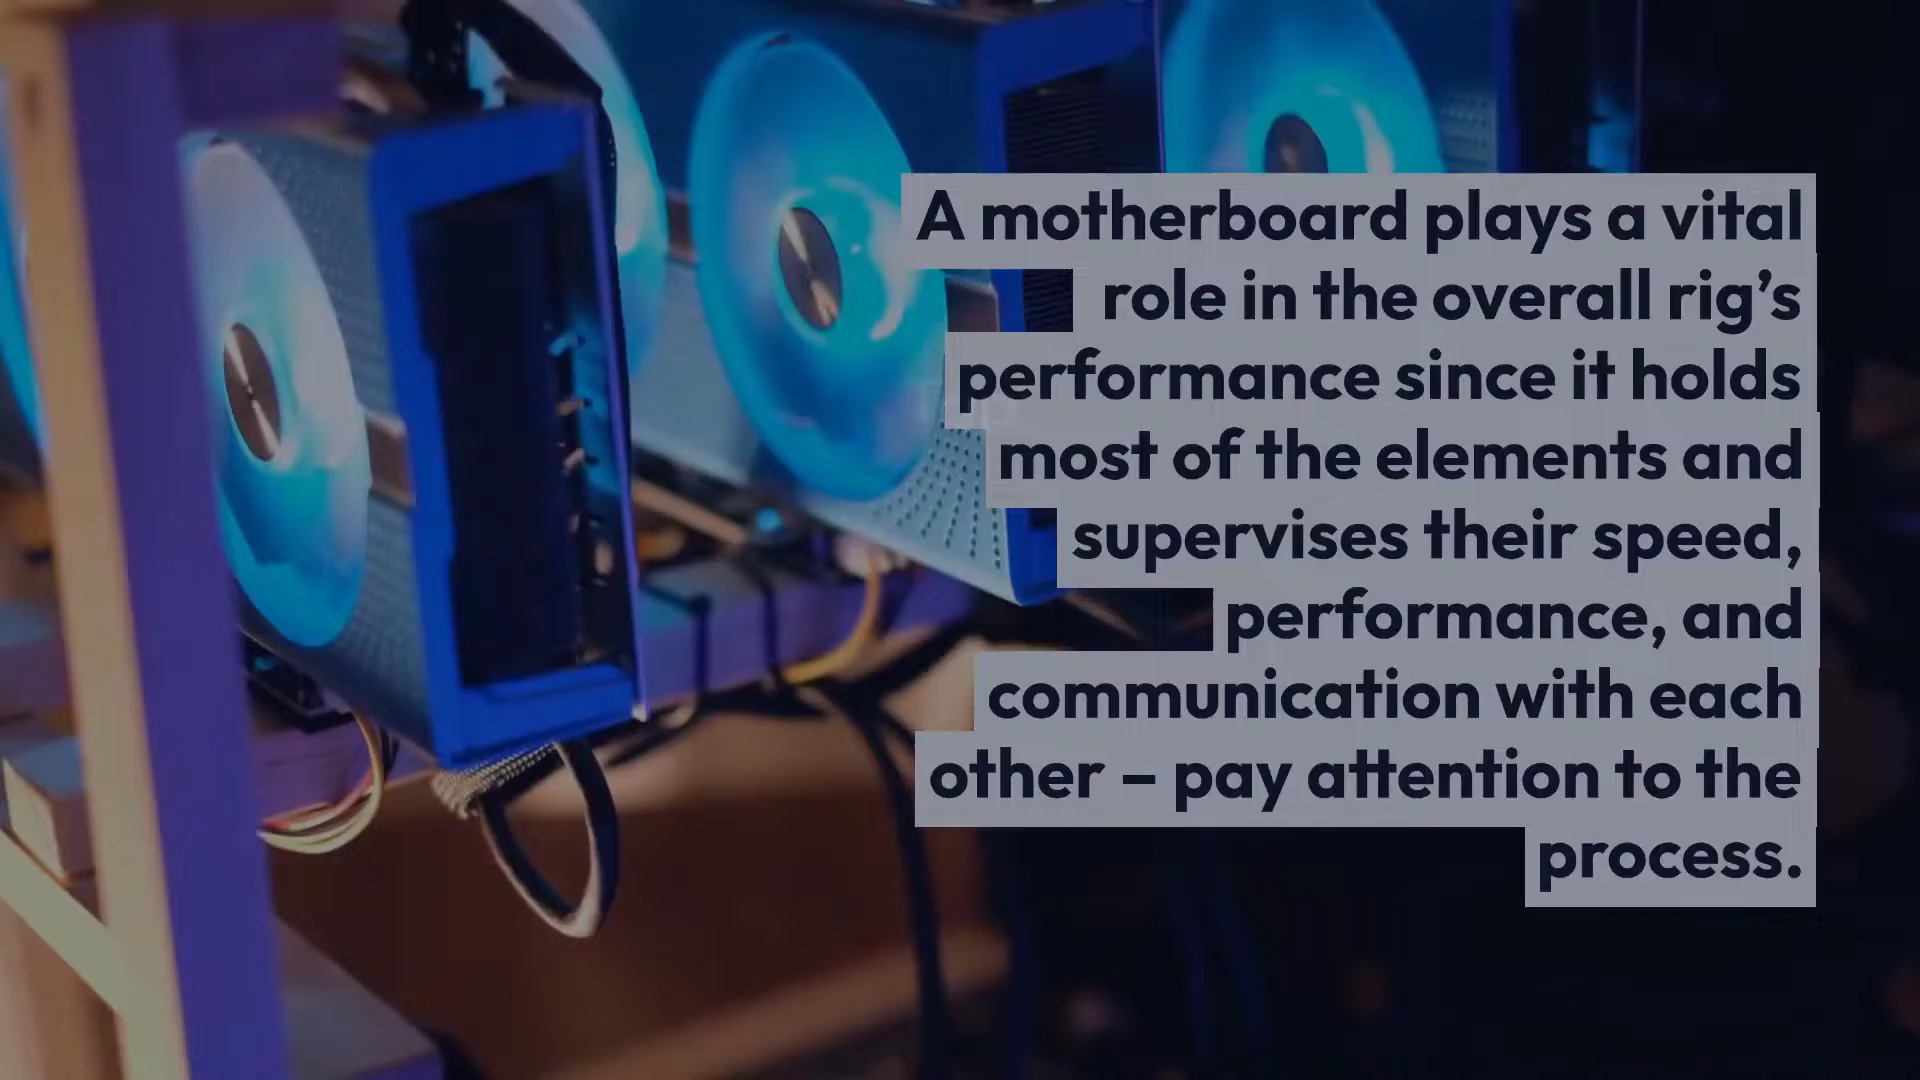 A motherboard plays a vital
role in the overall rig’s
performance since it holds
most of the elements and
supervises their speed,
performance, and
communication with each
other – pay attention to the
process.